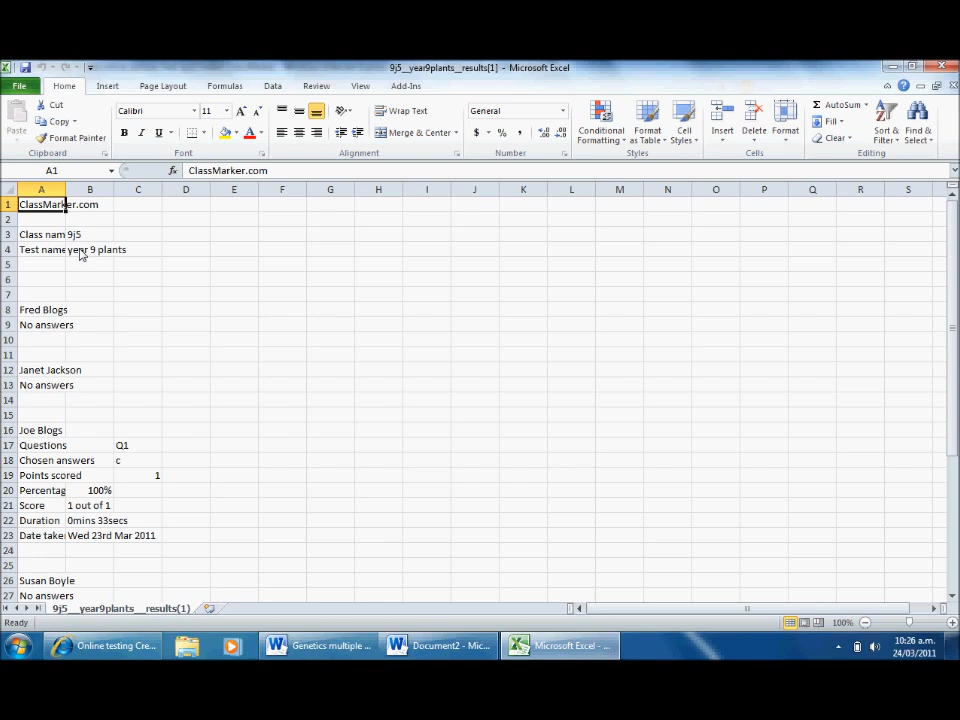 9j5__year9plants__results[1] - Microsoft Excel
File Home Insert Page Layout Formulas Data Review View Add-Ins
Paste
Cut
Copy
Format Painter
Clipboard
Calibri 11
B I U
Font
Wrap Text
Merge & Center
Alignment
General
$ % ,
Number
Conditional Formatting
Format as Table
Cell Styles
Styles
Insert
Delete
Format
Cells
AutoSum
Fill
Clear
Sort & Filter
Find & Select
Editing
A1 fx ClassMarker.com
A B C D E F G H I J K L M N O P Q R S
1 ClassMarker.com
2
3 Class nam 9j5
4 Test name year 9 plants
5
6
7
8 Fred Blogs
9 No answers
10
11
12 Janet Jackson
13 No answers
14
15
16 Joe Blogs
17 Questions Q1
18 Chosen answers c
19 Points scored 1
20 Percentag 100%
21 Score 1 out of 1
22 Duration 0mins 33secs
23 Date taken Wed 23rd Mar 2011
24
25
26 Susan Boyle
27 No answers
9j5__year9plants__results(1)
Ready 100%
Online testing Cre...
Genetics multiple ...
Document2 - Mic...
Microsoft Excel - ...
10:26 a.m.
24/03/2011